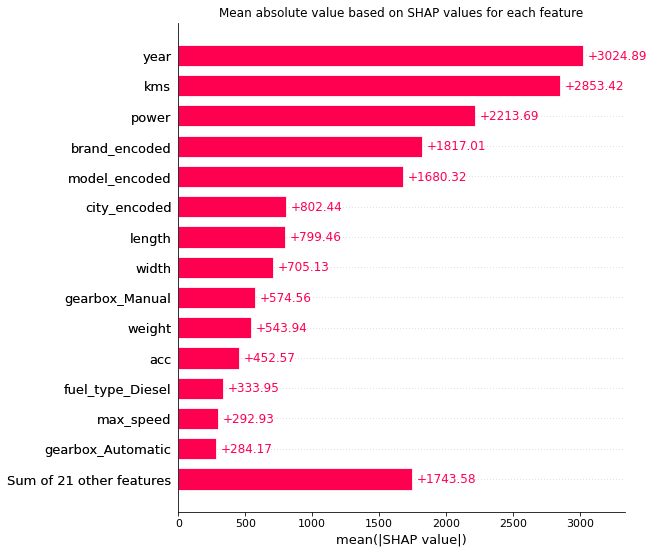 Mean absolute value based on SHAP values for each feature
year +3024.89
kms +2853.42
power +2213.69
brand_encoded +1817.01
model_encoded +1680.32
city_encoded +802.44
length +799.46
width +705.13
gearbox_Manual +574.56
weight +543.94
acc +452.57
fuel_type_Diesel +333.95
max_speed +292.93
gearbox_Automatic +284.17
Sum of 21 other features +1743.58
0 500 1000 1500 2000 2500 3000
mean(|SHAP value|)